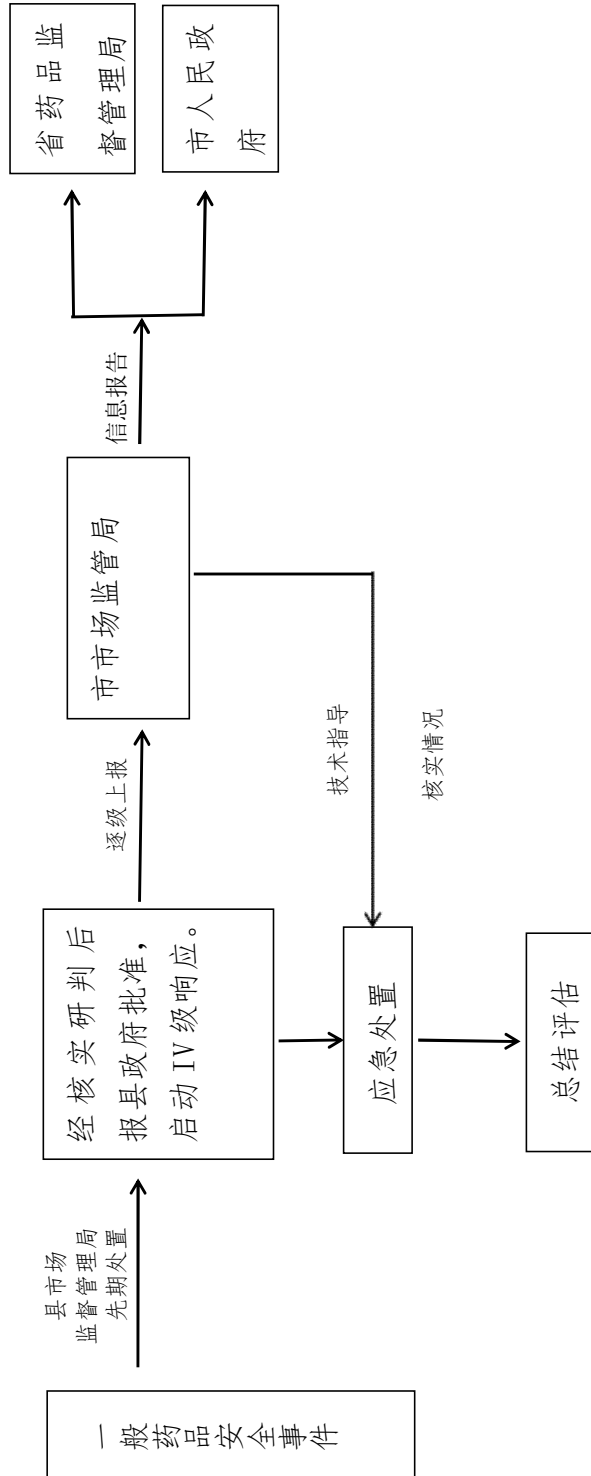 一般药品安全事件
县市场
监督管理局
先期处置
经核实研判后
报县政府批准，
启动IV级响应。
逐级上报
市市场监管局
信息报告
省药品监
督管理局
市人民政
府
技术指导
核实情况
应急处置
总结评估